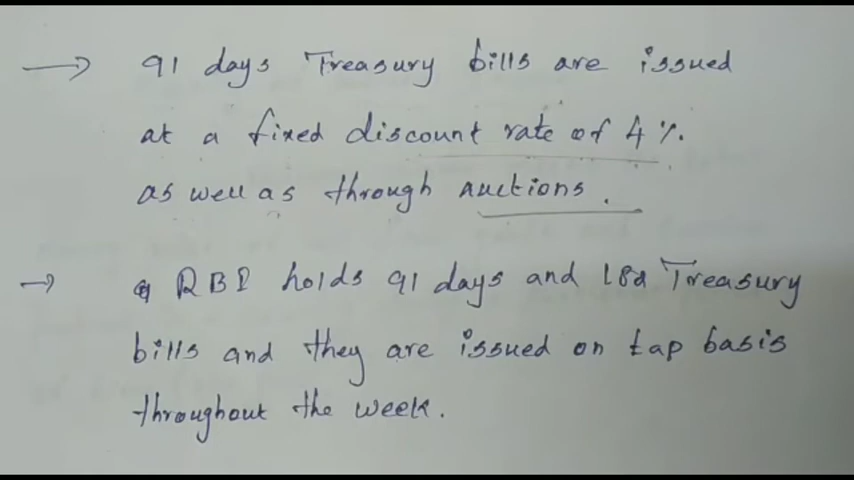 → 91 days Treasury bills are issued
at a fixed discount rate of 4%.
as well as through auctions.
→ RBI holds 91 days and 182 Treasury
bills and they are issued on tap basis
throughout the week.